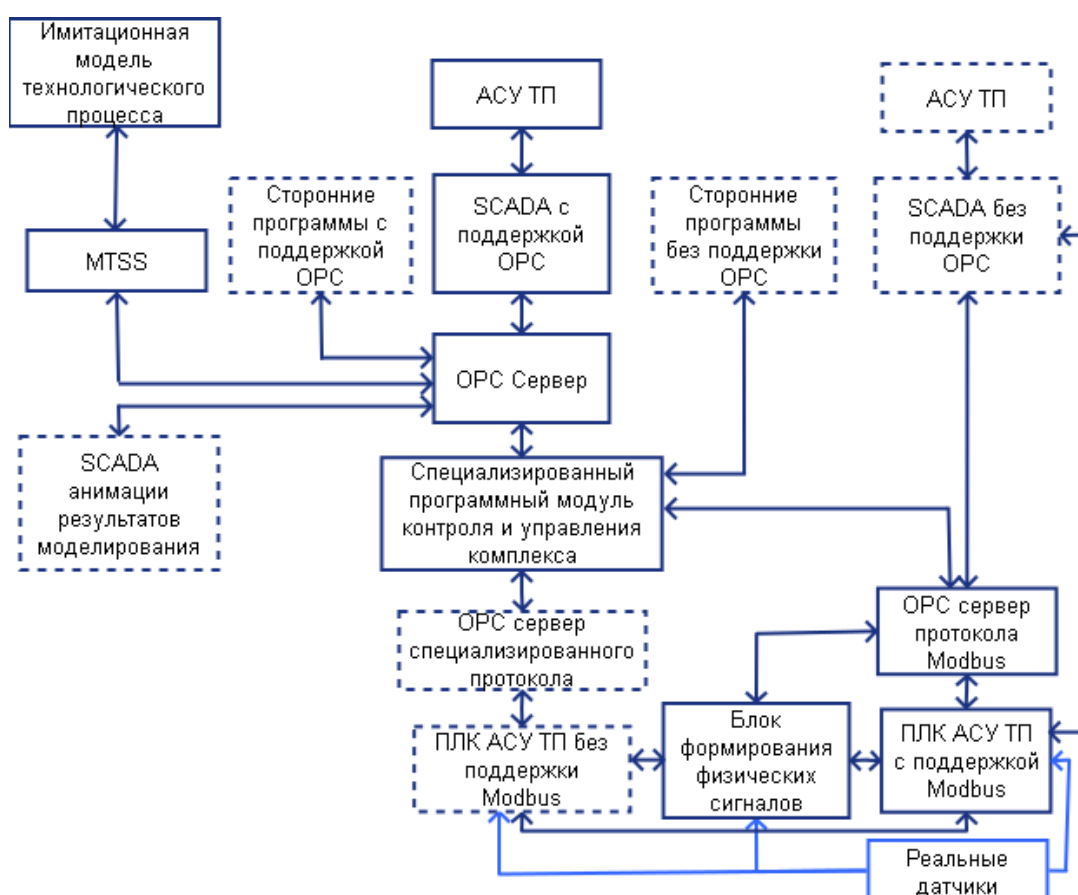 Имитационная
модель
технологического
процесса
АСУ ТП
АСУ ТП
Сторонние
программы с
поддержкой
OPC
SCADA с
поддержкой
OPC
Сторонние
программы
без поддержки
OPC
SCADA без
поддержки
OPC
MTSS
OPC Сервер
SCADA
анимации
результатов
моделирования
Специализированный
программный модуль
контроля и управления
комплекса
OPC сервер
специализированного
протокола
OPC сервер
протокола
Modbus
ПЛК АСУ ТП без
поддержки
Modbus
Блок
формирования
физических
сигналов
ПЛК АСУ ТП
с поддержкой
Modbus
Реальные
датчики